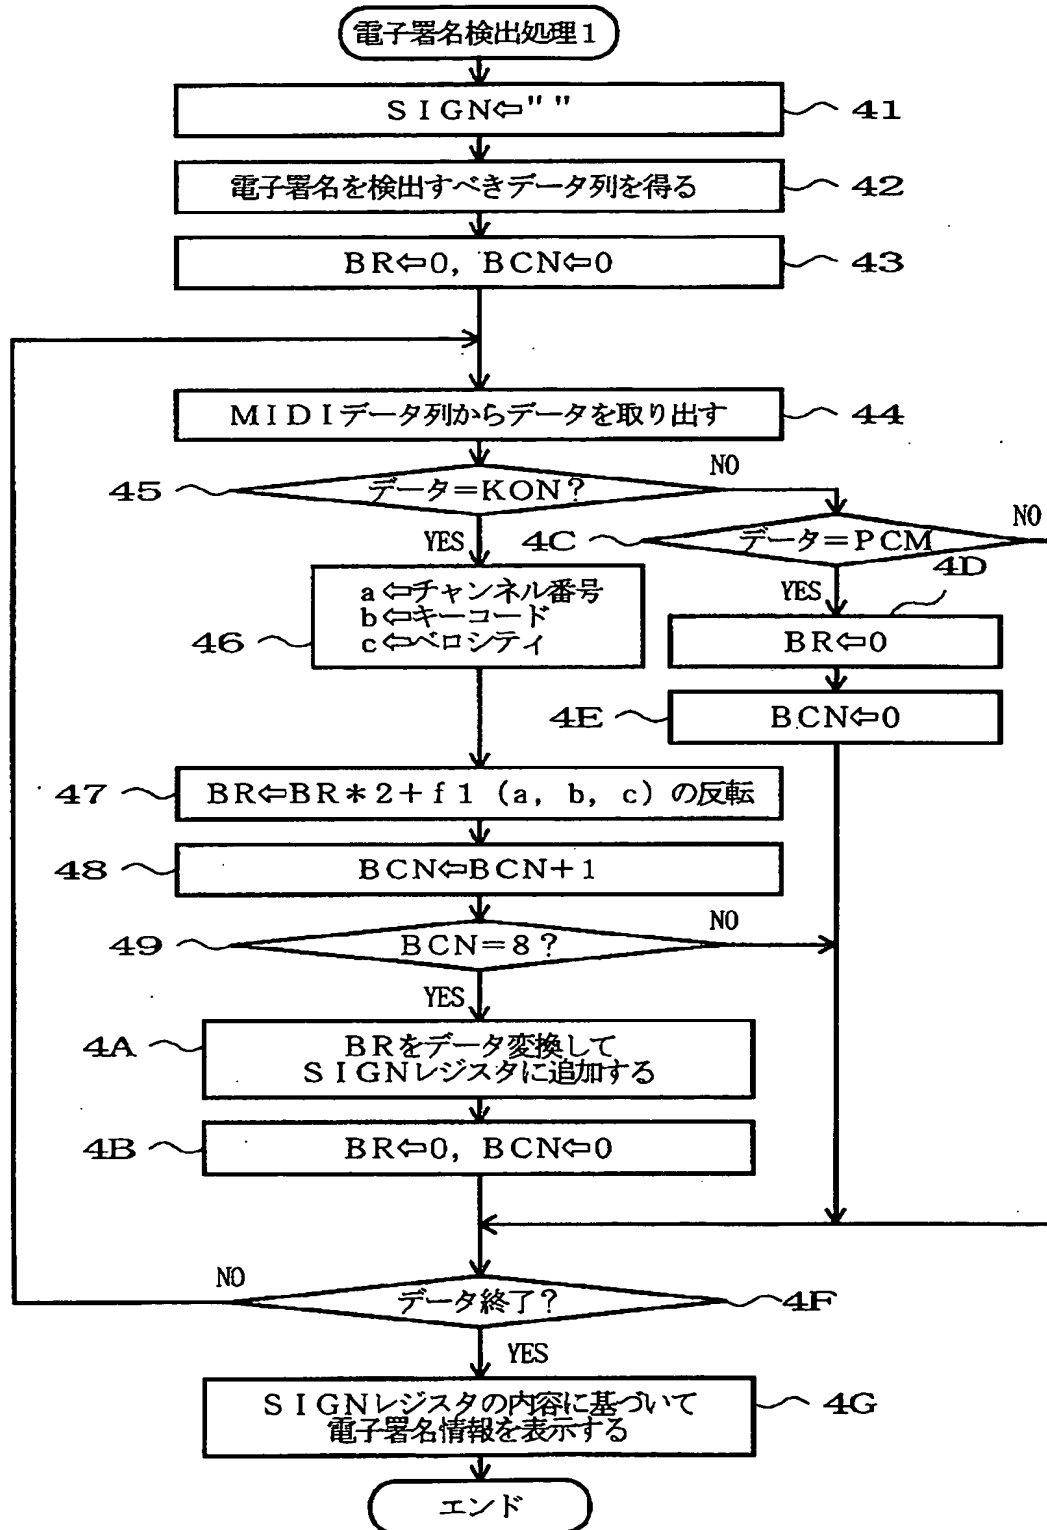 電子署名検出処理1
SIGN⇦" "
41
電子署名を検出すべきデータ列を得る
42
BR⇦0, BCN⇦0
43
MIDIデータ列からデータを取り出す
44
45
データ=KON?
NO
YES
4C
データ=PCM
NO
4D
YES
a⇦チャンネル番号
b⇦キーコード
c⇦ベロシティ
46
BR⇦0
4E
BCN⇦0
47
BR⇦BR*2+f1 (a, b, c) の反転
48
BCN⇦BCN+1
49
BCN=8?
NO
YES
4A
BRをデータ変換して
SIGNレジスタに追加する
4B
BR⇦0, BCN⇦0
NO
データ終了?
4F
YES
SIGNレジスタの内容に基づいて
電子署名情報を表示する
4G
エンド